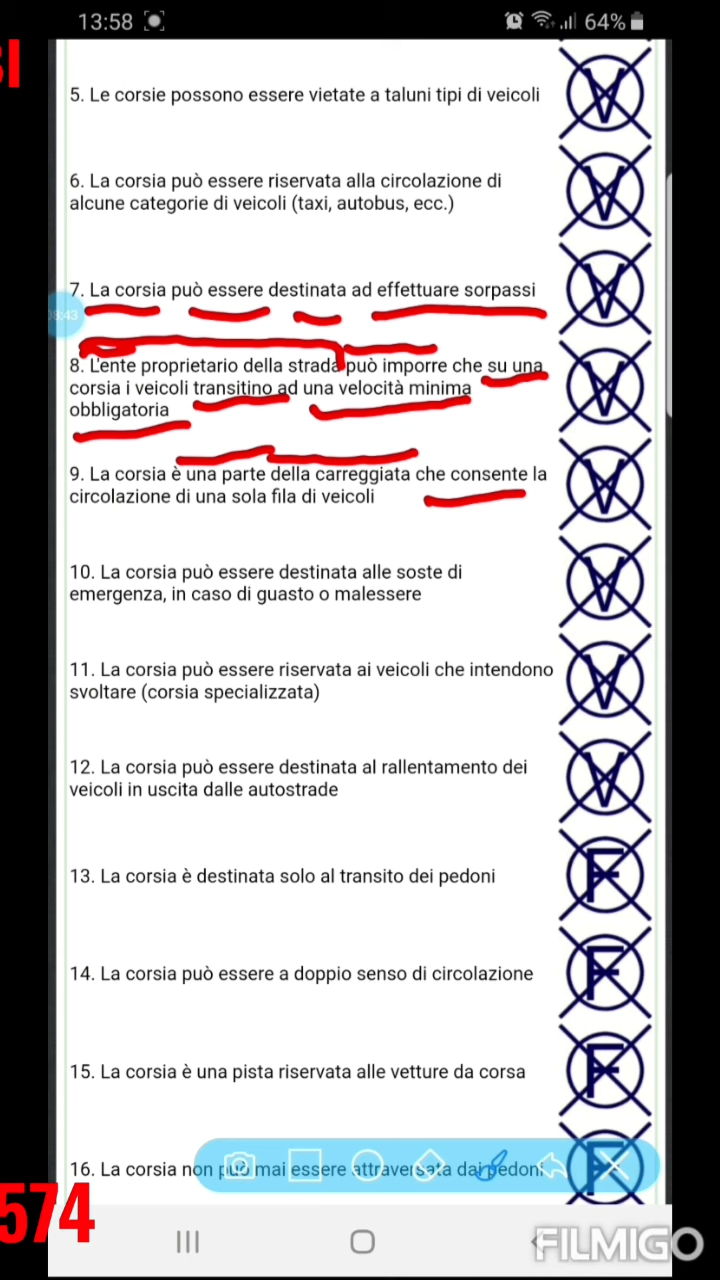 13:58
64%
BI
5. Le corsie possono essere vietate a taluni tipi di veicoli
V
6. La corsia può essere riservata alla circolazione di
alcune categorie di veicoli (taxi, autobus, ecc.)
V
7. La corsia può essere destinata ad effettuare sorpassi
V
08:43
8. L'ente proprietario della strada può imporre che su una
corsia i veicoli transitino ad una velocità minima
obbligatoria
V
9. La corsia è una parte della carreggiata che consente la
circolazione di una sola fila di veicoli
V
10. La corsia può essere destinata alle soste di
emergenza, in caso di guasto o malessere
V
11. La corsia può essere riservata ai veicoli che intendono
svoltare (corsia specializzata)
V
12. La corsia può essere destinata al rallentamento dei
veicoli in uscita dalle autostrade
V
13. La corsia è destinata solo al transito dei pedoni
F
14. La corsia può essere a doppio senso di circolazione
F
15. La corsia è una pista riservata alle vetture da corsa
F
16. La corsia non può mai essere attraversata dai pedoni
F
574
FILMIGO